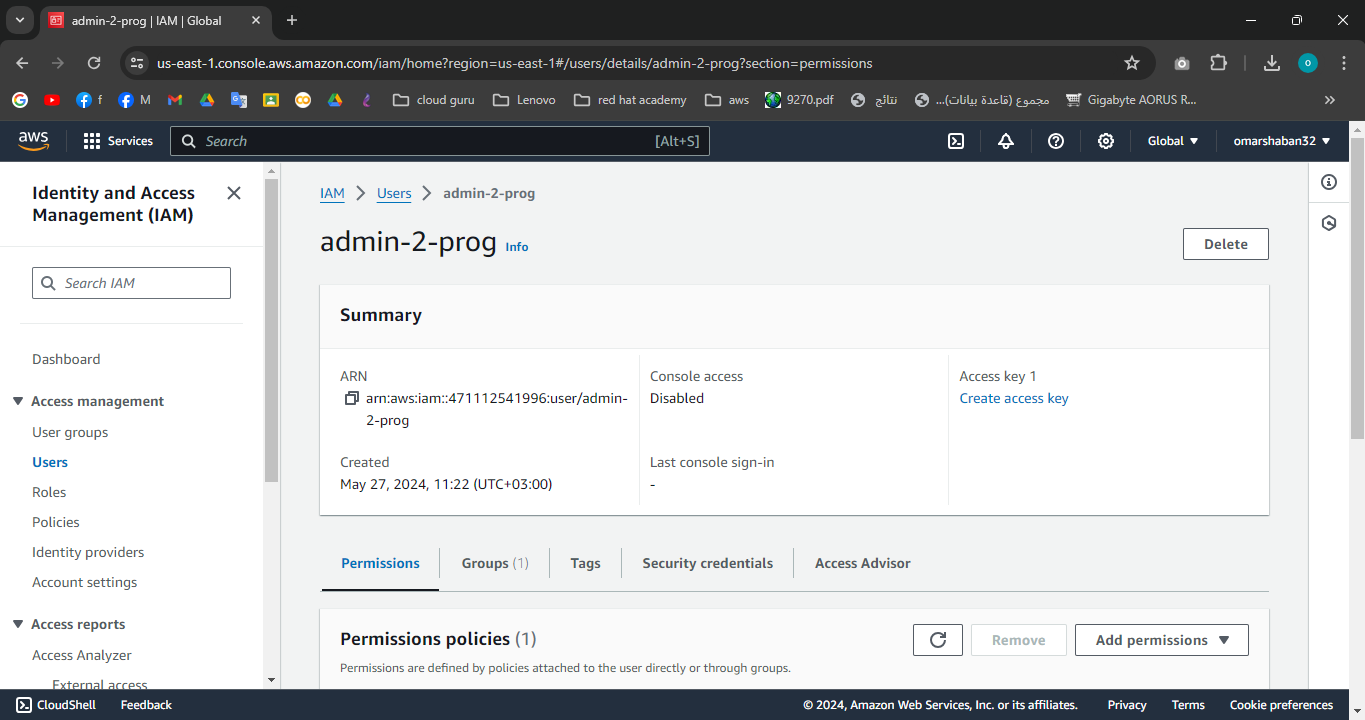 admin-2-prog | IAM | Global
us-east-1.console.aws.amazon.com/iam/home?region=us-east-1#/users/details/admin-2-prog?section=permissions
o
f
M
cloud guru
Lenovo
red hat academy
aws
9270.pdf
نتائج
مجموع (قاعدة بيانات)...
Gigabyte AORUS R...
aws
Services
Search
[Alt+S]
Global
omarshaban32
Identity and Access
Management (IAM)
Search IAM
Dashboard
Access management
User groups
Users
Roles
Policies
Identity providers
Account settings
Access reports
Access Analyzer
External access
IAM
Users
admin-2-prog
admin-2-prog
Info
Delete
Summary
ARN
arn:aws:iam::471112541996:user/admin-
2-prog
Console access
Disabled
Access key 1
Create access key
Created
May 27, 2024, 11:22 (UTC+03:00)
Last console sign-in
-
Permissions
Groups (1)
Tags
Security credentials
Access Advisor
Permissions policies (1)
Remove
Add permissions
Permissions are defined by policies attached to the user directly or through groups.
CloudShell
Feedback
© 2024, Amazon Web Services, Inc. or its affiliates.
Privacy
Terms
Cookie preferences